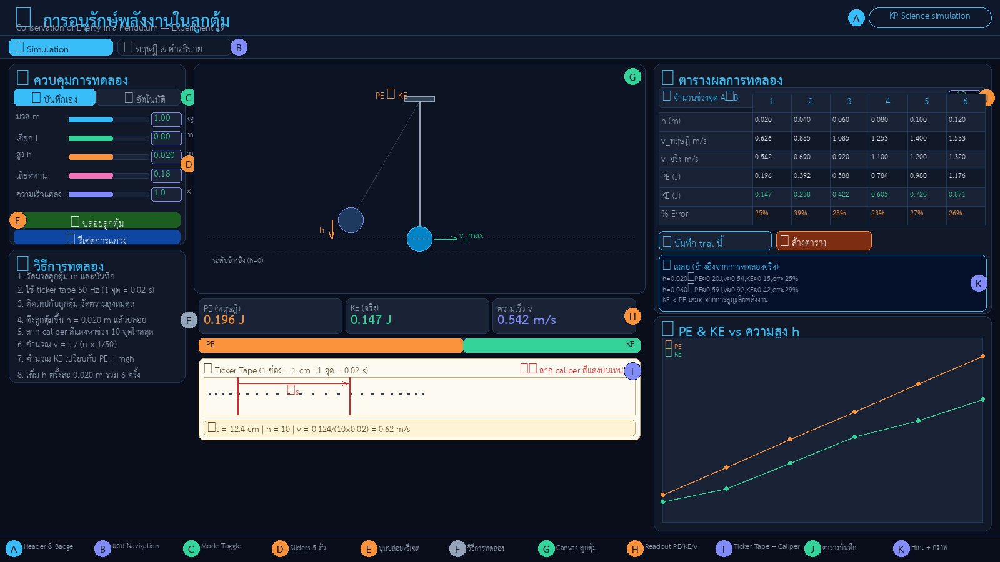 การอนุรักษ์พลังงานในลูกตุ้ม
Conservation of Energy in a Pendulum — Experiment 19
A
KP Science simulation
Simulation
ทฤษฎี & คำอธิบาย
B
ควบคุมการทดลอง
บันทึกเอง
อัตโนมัติ
C
มวล m
1.00
kg
เชือก L
0.80
m
สูง h
0.020
m
D
เสียดทาน
0.18
ความเร็วแสดง
1.0
×
E
ปล่อยลูกตุ้ม
รีเซตการแกว่ง
วิธีการทดลอง
1. วัดมวลลูกตุ้ม m และบันทึก
2. ใช้ ticker tape 50 Hz (1 จุด = 0.02 s)
3. ติดเทปกับลูกตุ้ม วัดความสูงสมดุล
4. ดึงลูกตุ้มขึ้น h = 0.020 m แล้วปล่อย
5. ลาก caliper สีแดงหาช่วง 10 จุดไกลสุด
6. คำนวณ v = s / (n x 1/50)
7. คำนวณ KE เปรียบกับ PE = mgh
8. เพิ่ม h ครั้งละ 0.020 m รวม 6 ครั้ง
F
G
PE KE
h
v_max
ระดับอ้างอิง (h=0)
PE (ทฤษฎี)
0.196 J
KE (จริง)
0.147 J
ความเร็ว v
0.542 m/s
H
PE
KE
Ticker Tape (1 ช่อง = 1 cm | 1 จุด = 0.02 s)
ลาก caliper สีแดงบนเทป
I
s
s = 12.4 cm | n = 10 | v = 0.124/(10×0.02) = 0.62 m/s
ตารางผลการทดลอง
จำนวนช่วงจุด A B:
10
J
1 2 3 4 5 6
h (m) 0.020 0.040 0.060 0.080 0.100 0.120
v_ทฤษฎี m/s 0.626 0.885 1.085 1.253 1.400 1.533
v_จริง m/s 0.542 0.690 0.920 1.100 1.200 1.320
PE (J) 0.196 0.392 0.588 0.784 0.980 1.176
KE (J) 0.147 0.238 0.422 0.605 0.720 0.871
% Error 25% 39% 28% 23% 27% 26%
บันทึก trial นี้
ล้างตาราง
เฉลย (อ้างอิงจากการทดลองจริง):
h=0.020 PE≈0.20J,v≈0.54,KE≈0.15,err≈25%
h=0.060 PE≈0.59J,v≈0.92,KE≈0.42,err≈29%
KE < PE เสมอ จากการสูญเสียพลังงาน
K
PE & KE vs ความสูง h
PE
KE
A Header & Badge
B แถบ Navigation
C Mode Toggle
D Sliders 5 ตัว
E ปุ่มปล่อย/รีเซต
F วิธีการทดลอง
G Canvas ลูกตุ้ม
H Readout PE/KE/v
I Ticker Tape + Caliper
J ตารางบันทึก
K Hint + กราฟ